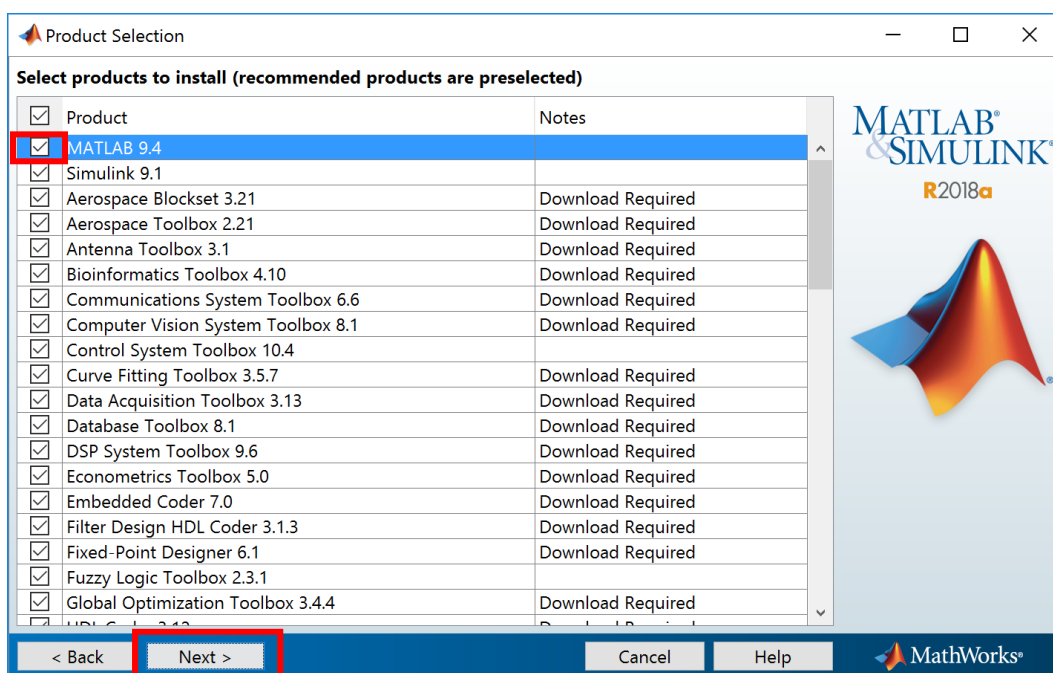 Product Selection
Select products to install (recommended products are preselected)
Product Notes
MATLAB 9.4
Simulink 9.1
Aerospace Blockset 3.21 Download Required
Aerospace Toolbox 2.21 Download Required
Antenna Toolbox 3.1 Download Required
Bioinformatics Toolbox 4.10 Download Required
Communications System Toolbox 6.6 Download Required
Computer Vision System Toolbox 8.1 Download Required
Control System Toolbox 10.4
Curve Fitting Toolbox 3.5.7 Download Required
Data Acquisition Toolbox 3.13 Download Required
Database Toolbox 8.1 Download Required
DSP System Toolbox 9.6 Download Required
Econometrics Toolbox 5.0 Download Required
Embedded Coder 7.0 Download Required
Filter Design HDL Coder 3.1.3 Download Required
Fixed-Point Designer 6.1 Download Required
Fuzzy Logic Toolbox 2.3.1
Global Optimization Toolbox 3.4.4 Download Required
MATLAB®
&SIMULINK®
R2018a
®
< Back Next > Cancel Help MathWorks®